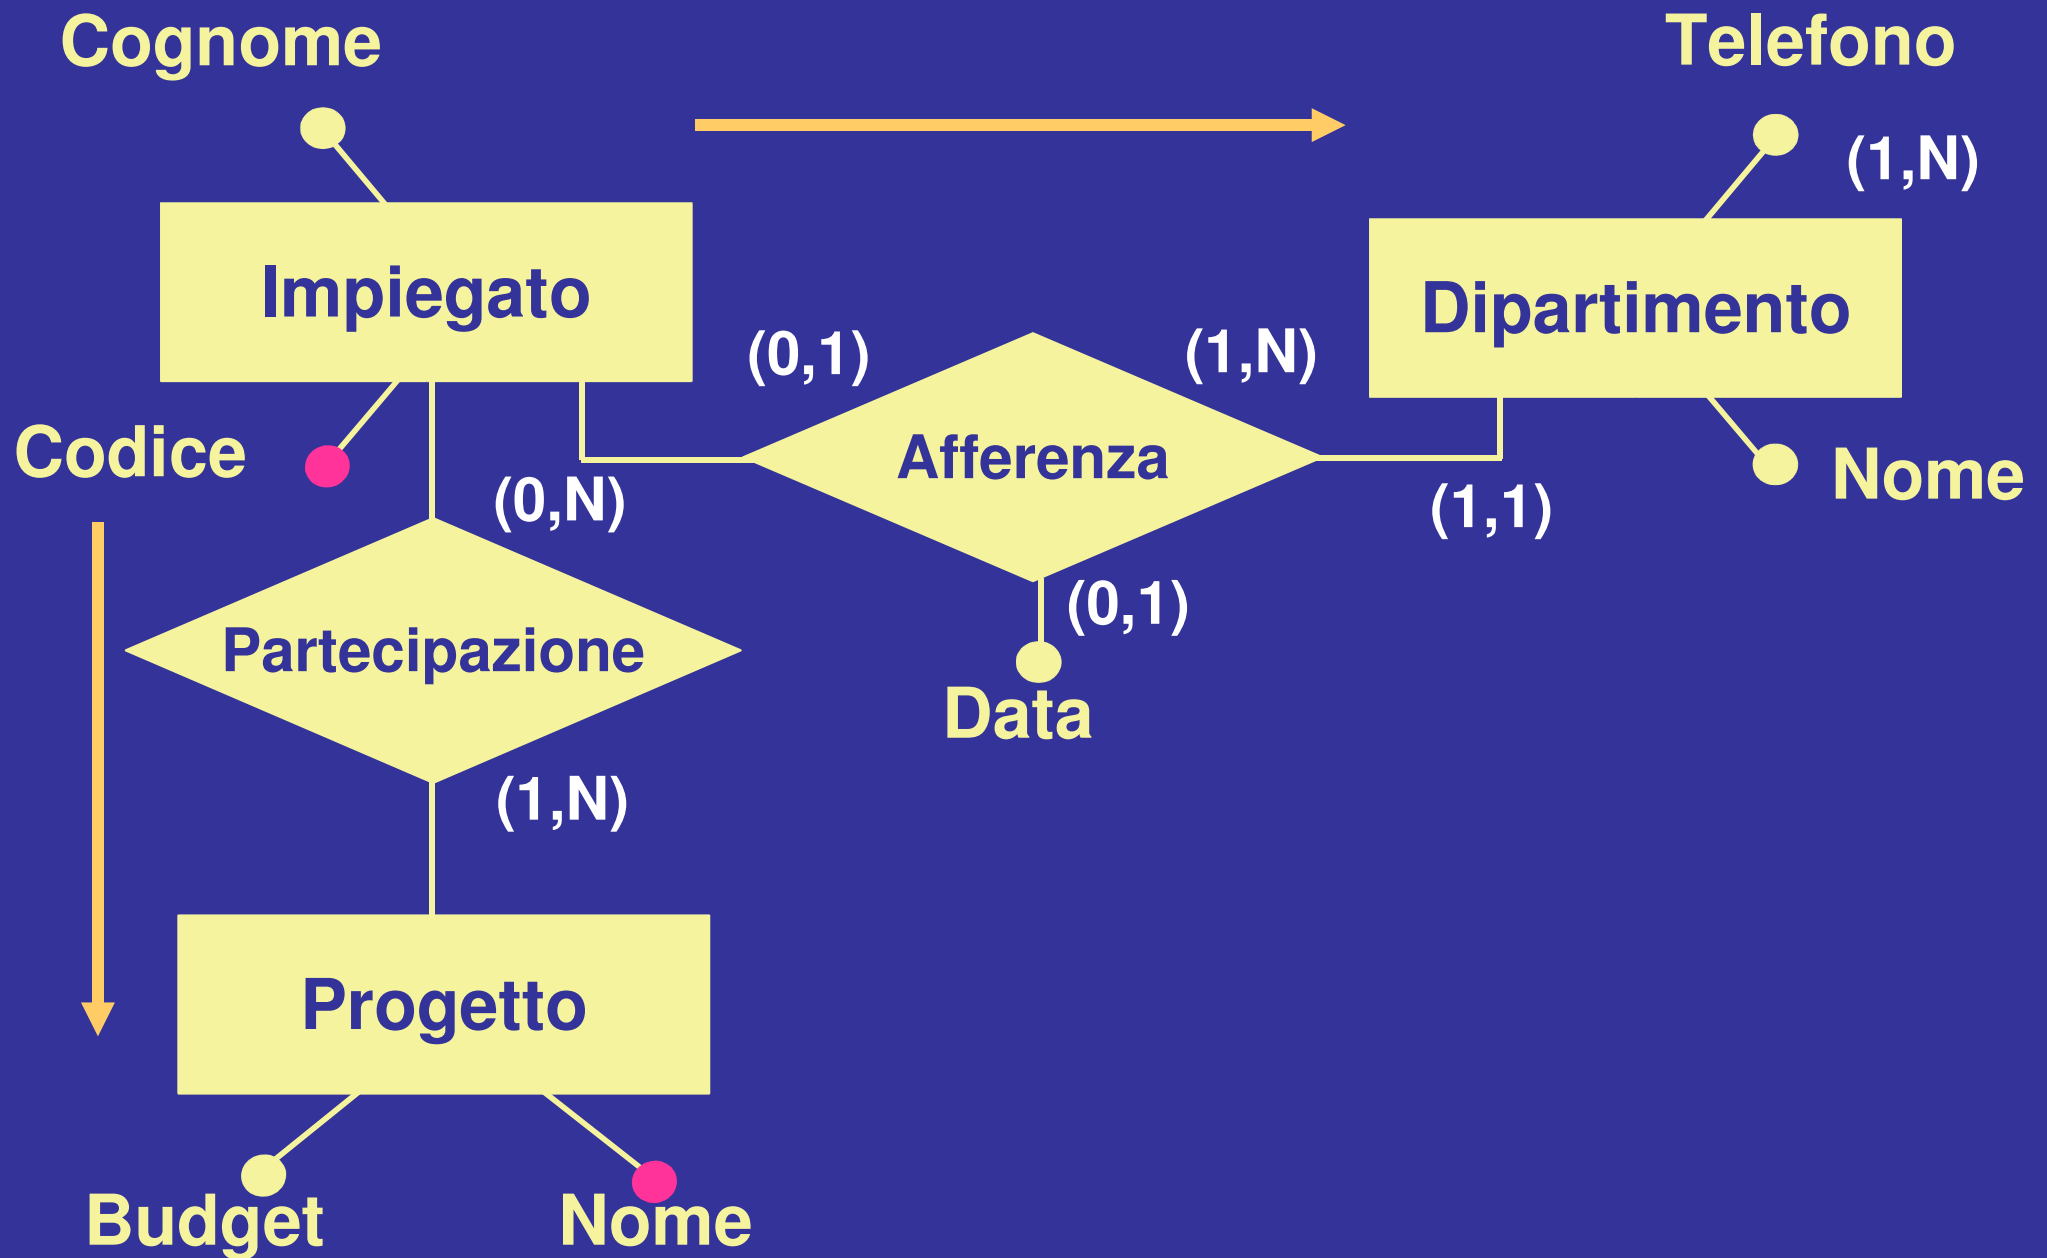 Cognome
Telefono
(1,N)
Impiegato
Dipartimento
(0,1)
(1,N)
Codice
Afferenza
Nome
(0,N)
(1,1)
(0,1)
Partecipazione
Data
(1,N)
Progetto
Budget
Nome